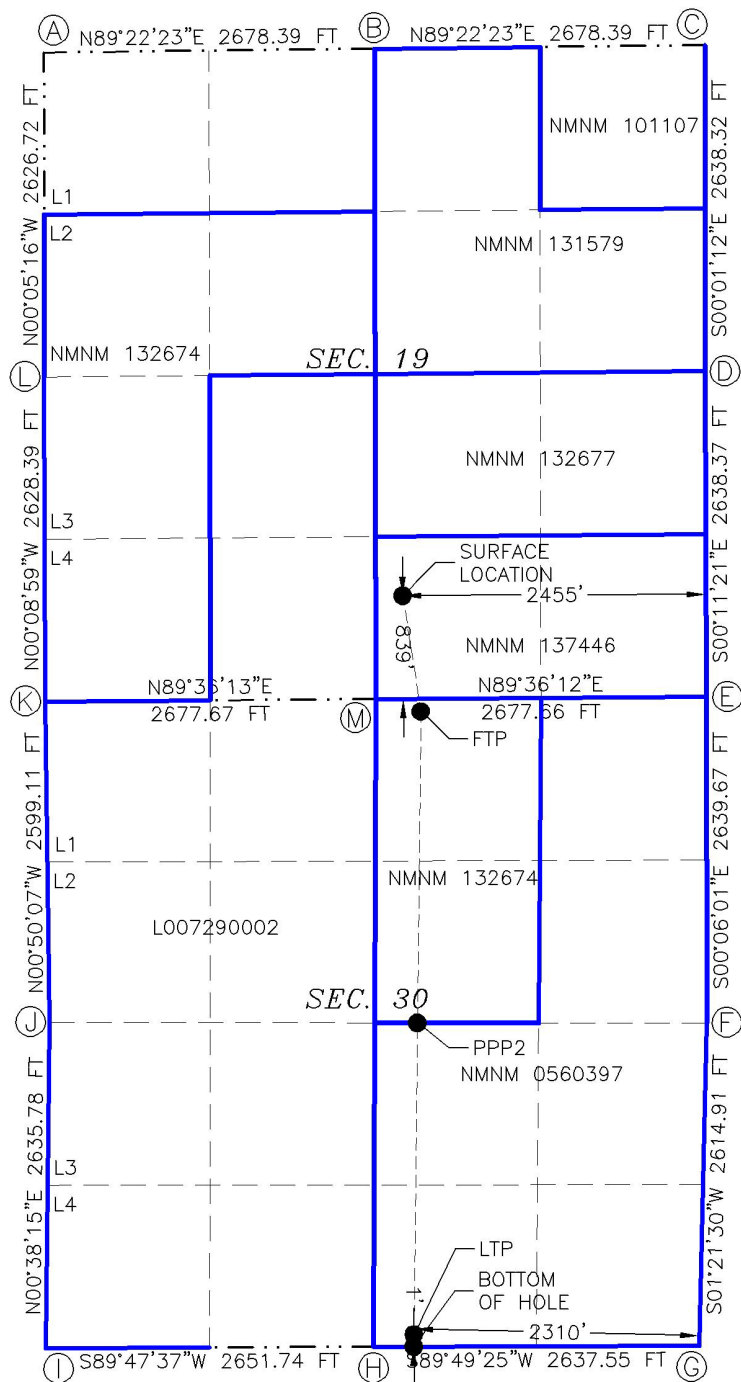 A
B
C
N89°22'23"E 2678.39 FT
N89°22'23"E 2678.39 FT
N00°05'16"W 2626.72 FT
S00°01'12"E 2638.32 FT
NMNM 101107
L1
L2
NMNM 131579
NMNM 132674
SEC. 19
L
D
N00°08'59"W 2628.39 FT
S00°11'21"E 2638.37 FT
NMNM 132677
L3
L4
SURFACE
LOCATION
2455'
839'
NMNM 137446
K
N89°36'13"E
2677.67 FT
M
N89°36'12"E
2677.66 FT
E
FTP
N00°50'07"W 2599.11 FT
S00°06'01"E 2639.67 FT
L1
L2
NMNM 132674
L007290002
SEC. 30
J
F
PPP2
NMNM 0560397
N00°38'15"E 2635.78 FT
S01°21'30"W 2614.91 FT
L3
L4
LTP
BOTTOM
OF HOLE
1'
2310'
I
S89°47'37"W 2651.74 FT
H
S89°49'25"W 2637.55 FT
G